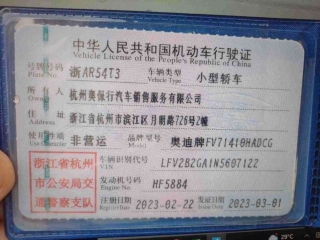 中华人民共和国机动车行驶证
Vehicle License of the People's Republic of China
号牌号码 浙AR54T3 车辆类型 小型轿车
Plate No. Vehicle Type
所有人 杭州奥保行汽车销售服务有限公司
Owner
住址 浙江省杭州市滨江区月明路726号2幢
Address
使用性质 非营运 品牌型号 奥迪牌FV71410HADCG
Use Character Model
浙江省杭州市公安局交通警察支队
车辆识别代号 LFV2B2GA1N5607122
VIN
发动机号码 HF5884
Engine No.
注册日期 2023-02-22 发证日期 2023-03-01
Register Date Issue Date
29°C